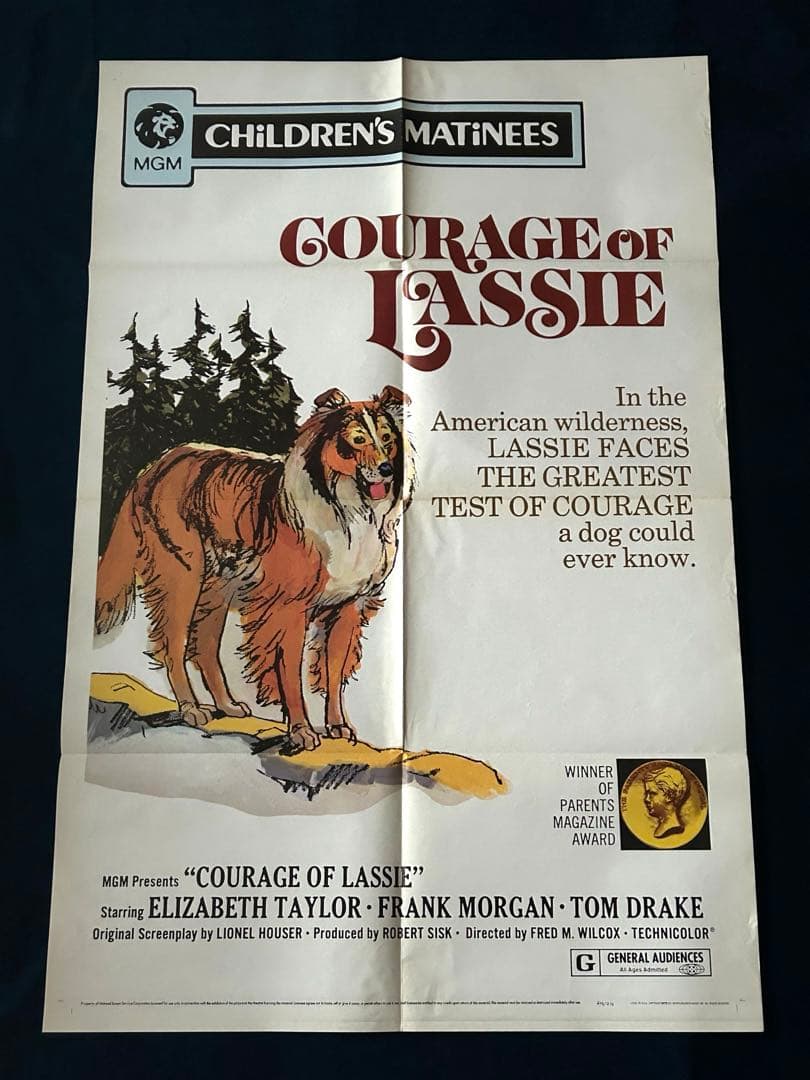 MGM
CHiLDREN'S MATiNEES
COURAGE OF
LASSIE
In the
American wilderness,
LASSIE FACES
THE GREATEST
TEST OF COURAGE
a dog could
ever know.
WINNER
OF
PARENTS
MAGAZINE
AWARD
MGM Presents "COURAGE OF LASSIE"
Starring ELIZABETH TAYLOR · FRANK MORGAN · TOM DRAKE
Original Screenplay by LIONEL HOUSER · Produced by ROBERT SISK · Directed by FRED M. WILCOX · TECHNICOLOR®
G GENERAL AUDIENCES
All Ages Admitted